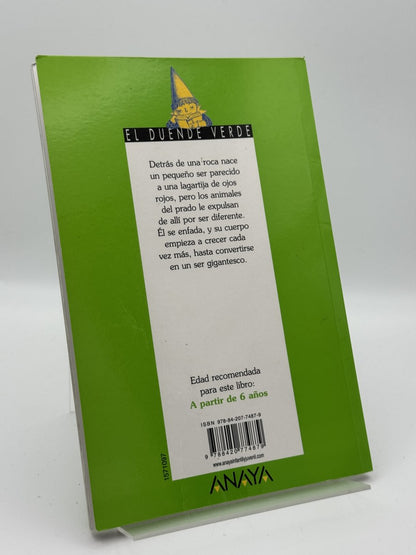 EL DUENDE VERDE
Detrás de una roca nace
un pequeño ser parecido
a una lagartija de ojos
rojos, pero los animales
del prado le expulsan
de allí por ser diferente.
Él se enfada, y su cuerpo
empieza a crecer cada
vez más, hasta convertirse
en un ser gigantesco.
Edad recomendada
para este libro:
A partir de 6 años
ISBN 978-84-207-7487-9
9 788420 774879
www.anayainfantilyjuvenil.com
1571097
ANAYA